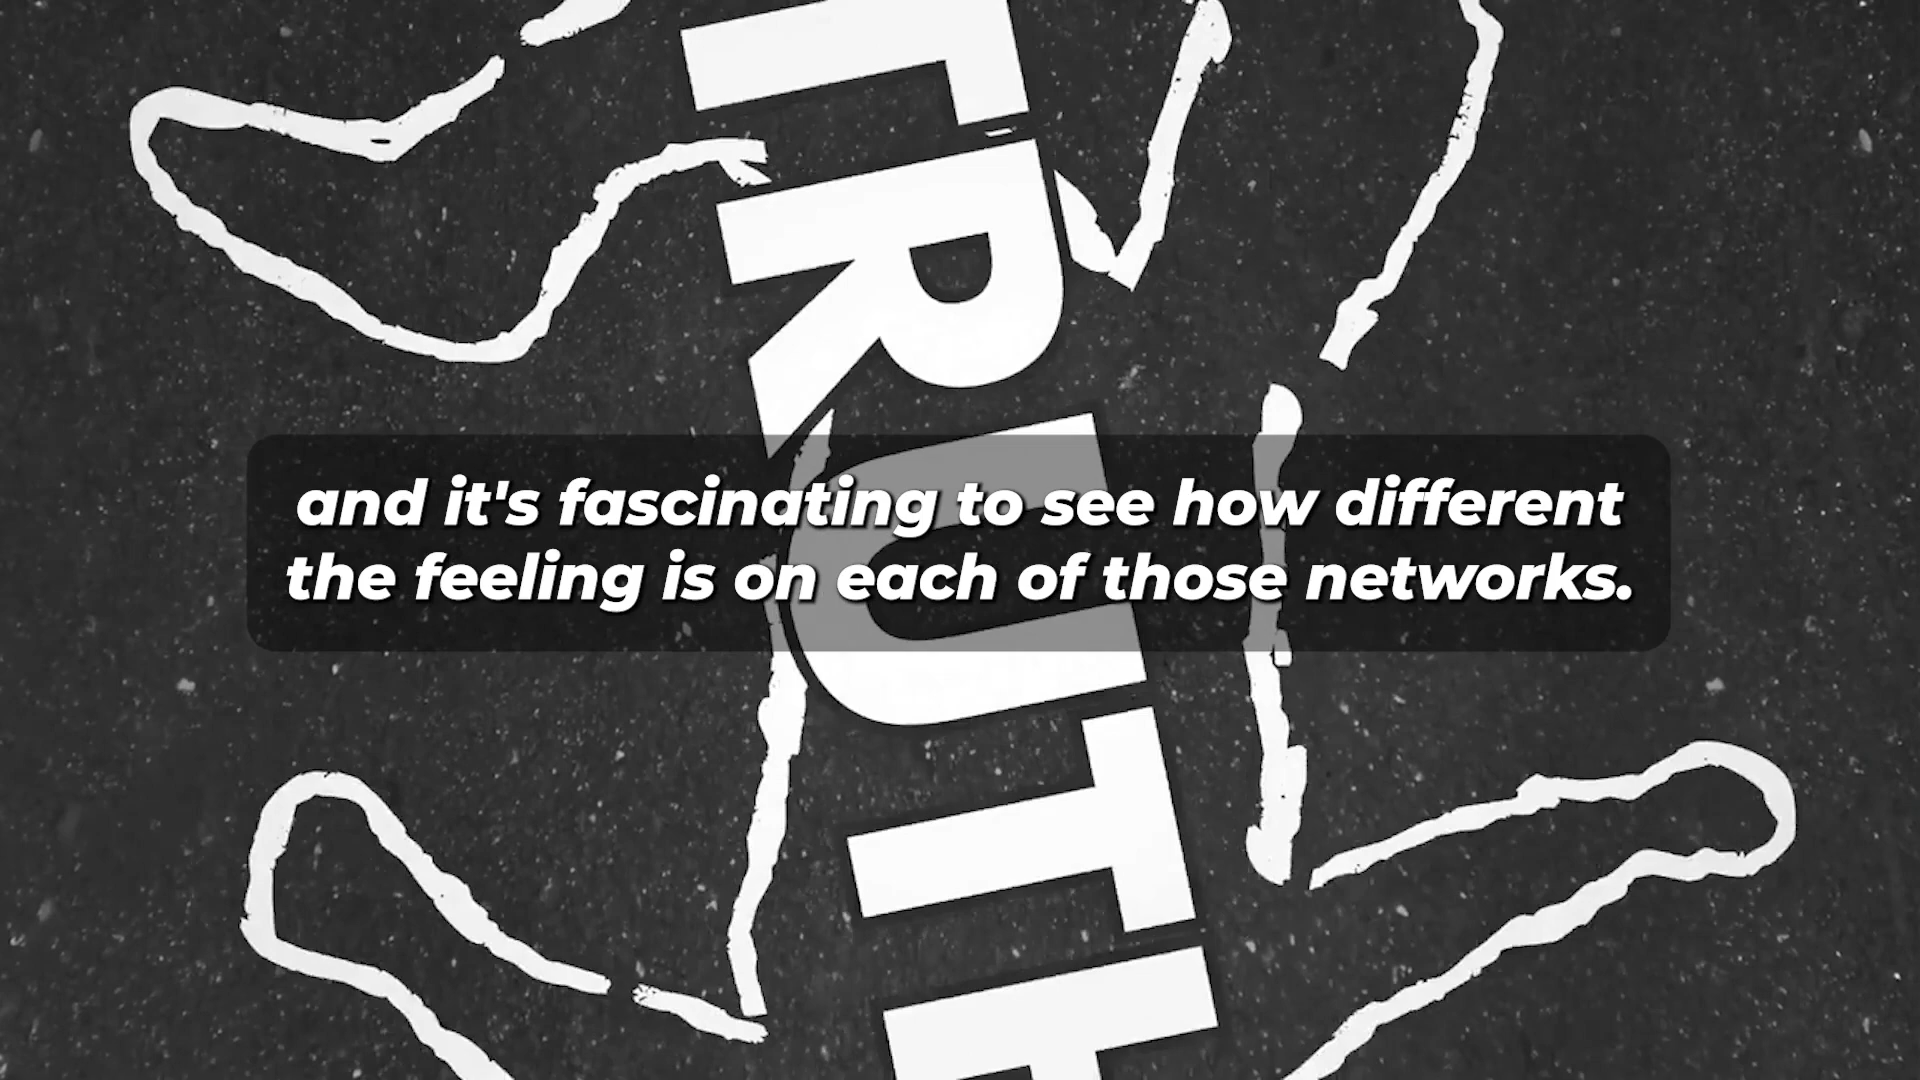 TRUTH
and it's fascinating to see how different
the feeling is on each of those networks.